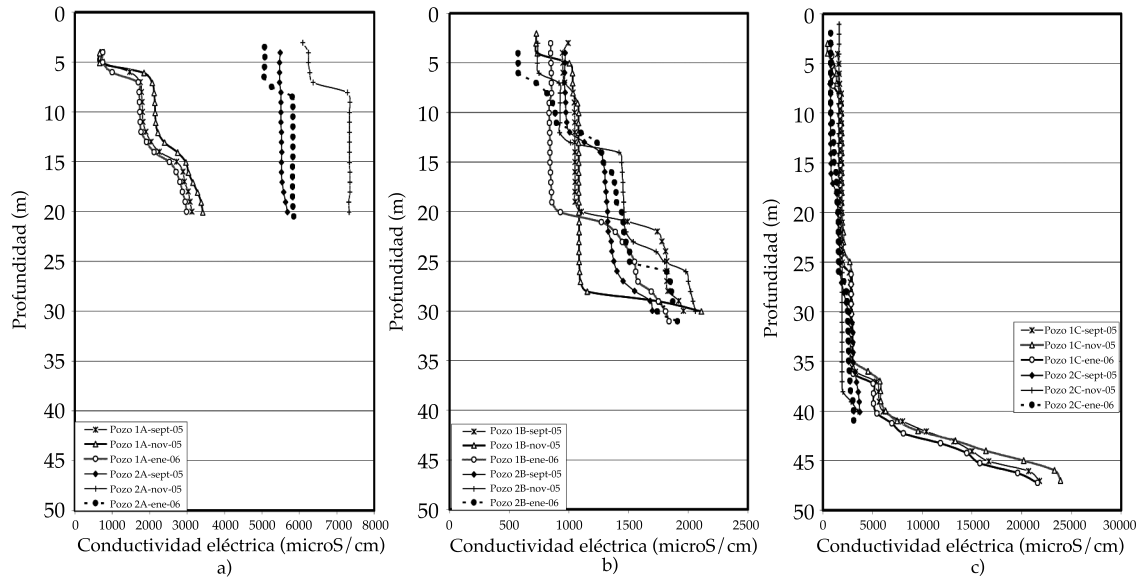 0
5
10
15
20
25
30
35
40
45
50
Profundidad (m)
0 1000 2000 3000 4000 5000 6000 7000 8000
Conductividad eléctrica (microS/cm)
a)
Pozo 1A-sept-05
Pozo 1A-nov-05
Pozo 1A-ene-06
Pozo 2A-sept-05
Pozo 2A-nov-05
Pozo 2A-ene-06
0
5
10
15
20
25
30
35
40
45
50
Profundidad (m)
0 500 1000 1500 2000 2500
Conductividad eléctrica (microS/cm)
b)
Pozo 1B-sept-05
Pozo 1B-nov-05
Pozo 1B-ene-06
Pozo 2B-sept-05
Pozo 2B-nov-05
Pozo 2B-ene-06
0
5
10
15
20
25
30
35
40
45
50
Profundidad (m)
0 5000 10000 15000 20000 25000 30000
Conductividad eléctrica (microS/cm)
c)
Pozo 1C-sept-05
Pozo 1C-nov-05
Pozo 1C-ene-06
Pozo 2C-sept-05
Pozo 2C-nov-05
Pozo 2C-ene-06